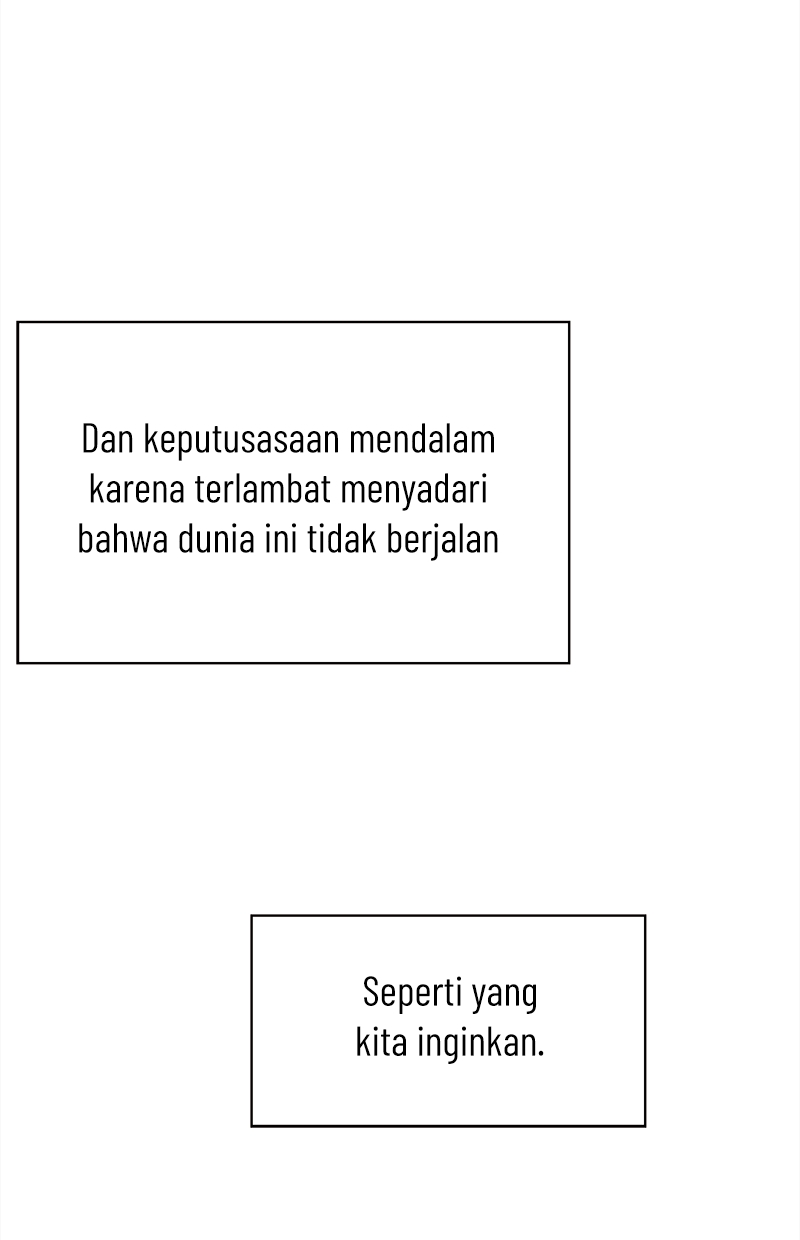 Dan keputusasaan mendalam
karena terlambat menyadari
bahwa dunia ini tidak berjalan
Seperti yang
kita inginkan.